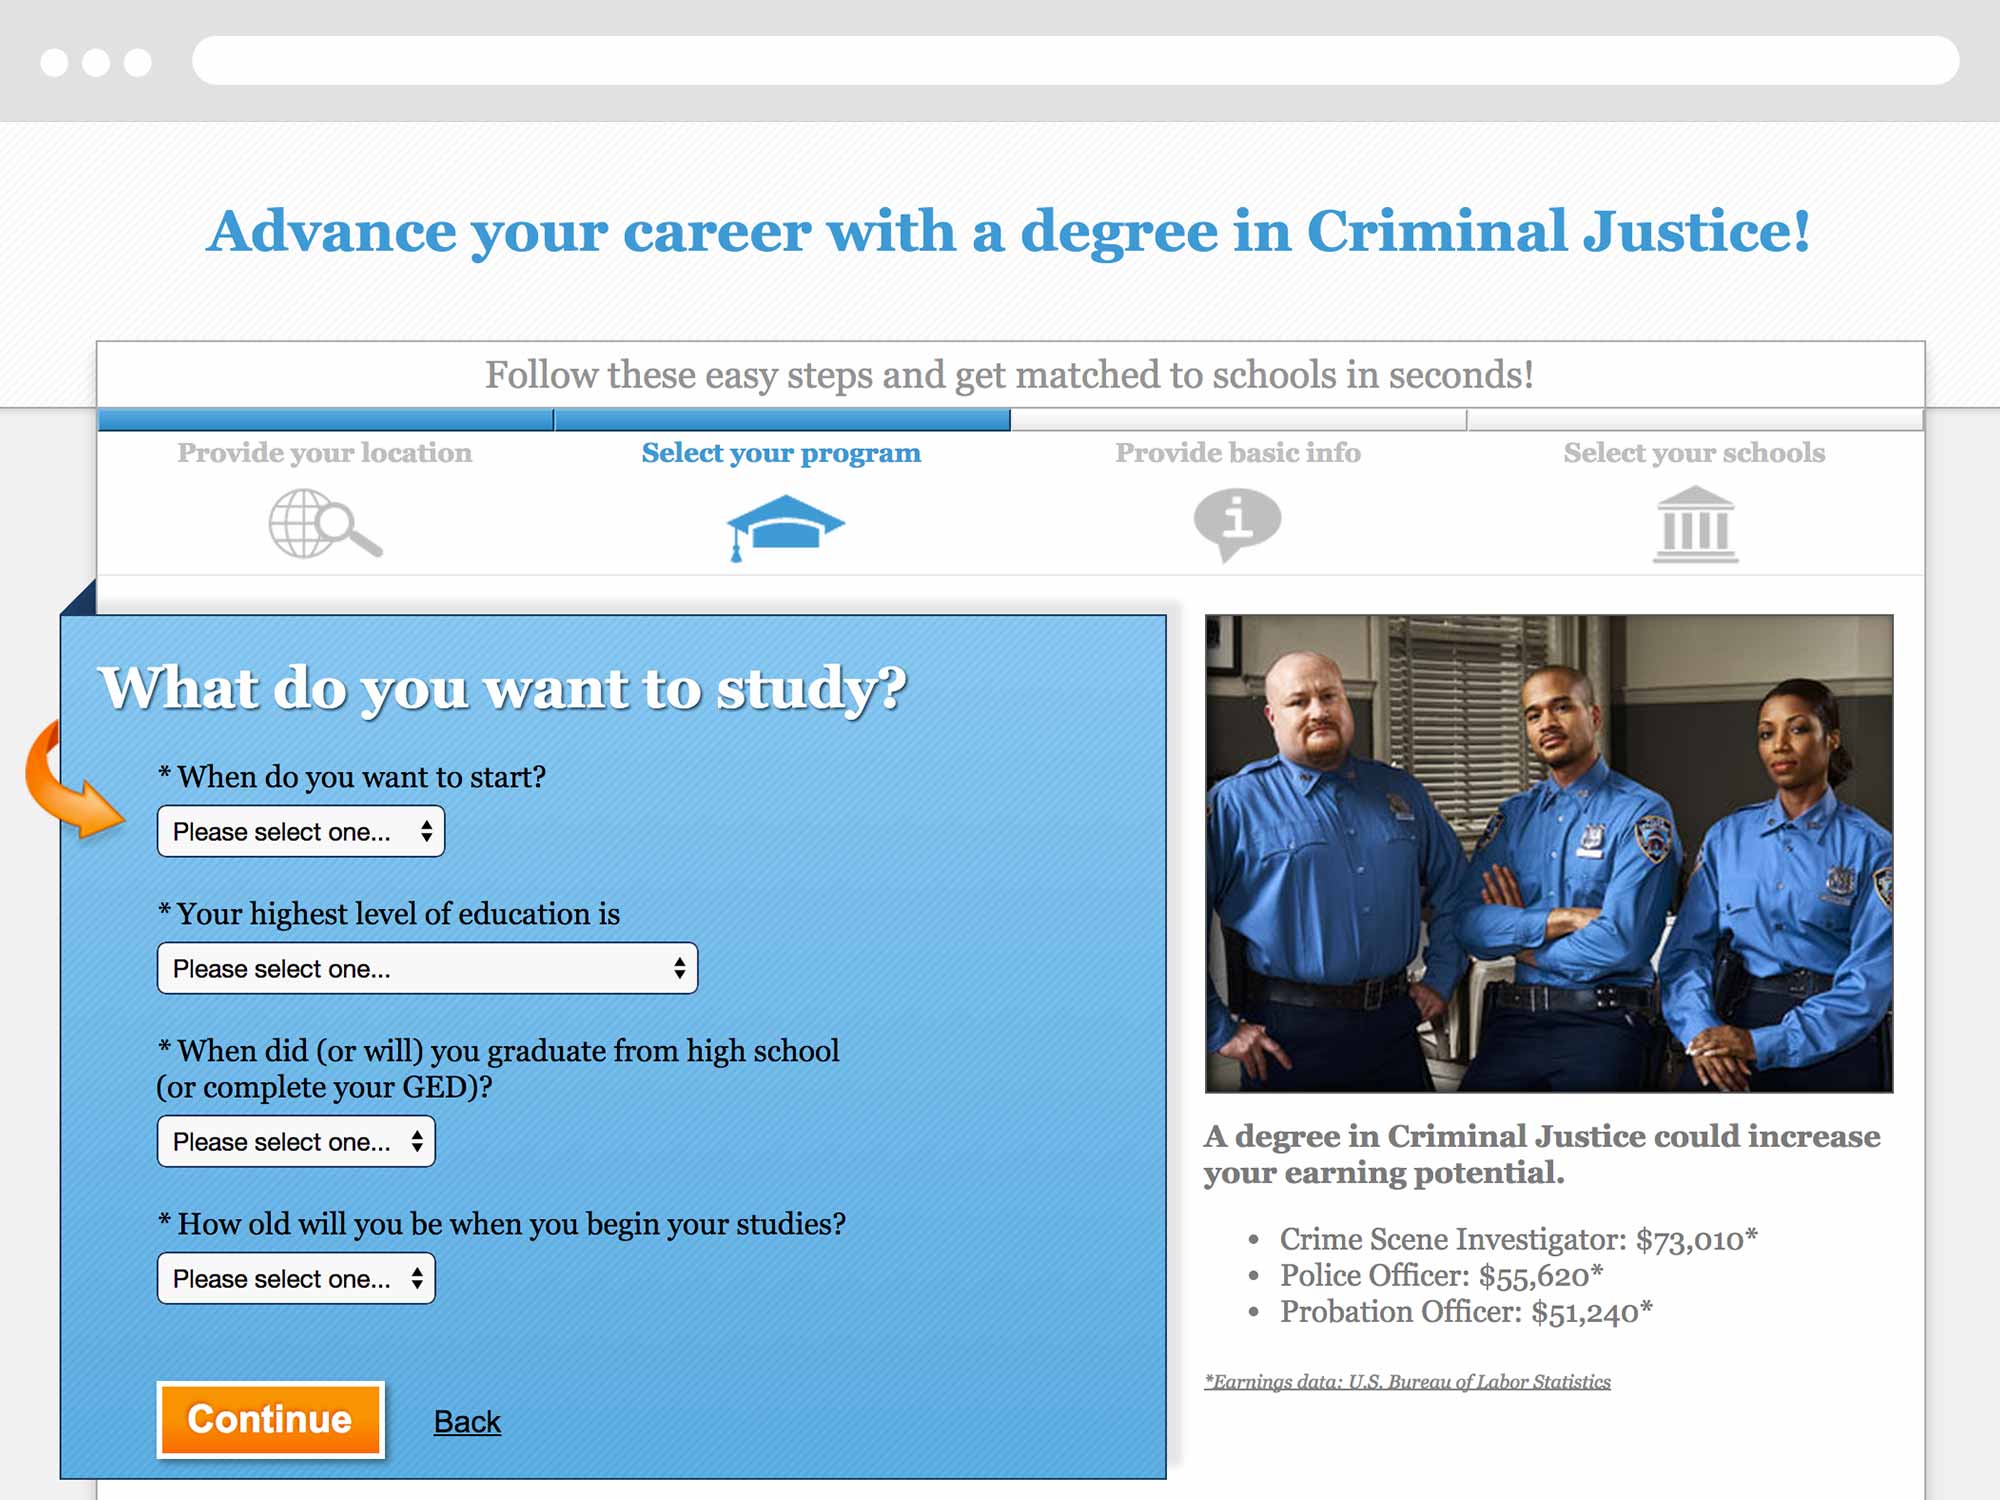 Advance your career with a degree in Criminal Justice!
Follow these easy steps and get matched to schools in seconds!
Provide your location
Select your program
Provide basic info
Select your schools
What do you want to study?
* When do you want to start?
Please select one...
* Your highest level of education is
Please select one...
* When did (or will) you graduate from high school
(or complete your GED)?
Please select one...
* How old will you be when you begin your studies?
Please select one...
Continue
Back
A degree in Criminal Justice could increase
your earning potential.
• Crime Scene Investigator: $73,010*
• Police Officer: $55,620*
• Probation Officer: $51,240*
*Earnings data: U.S. Bureau of Labor Statistics